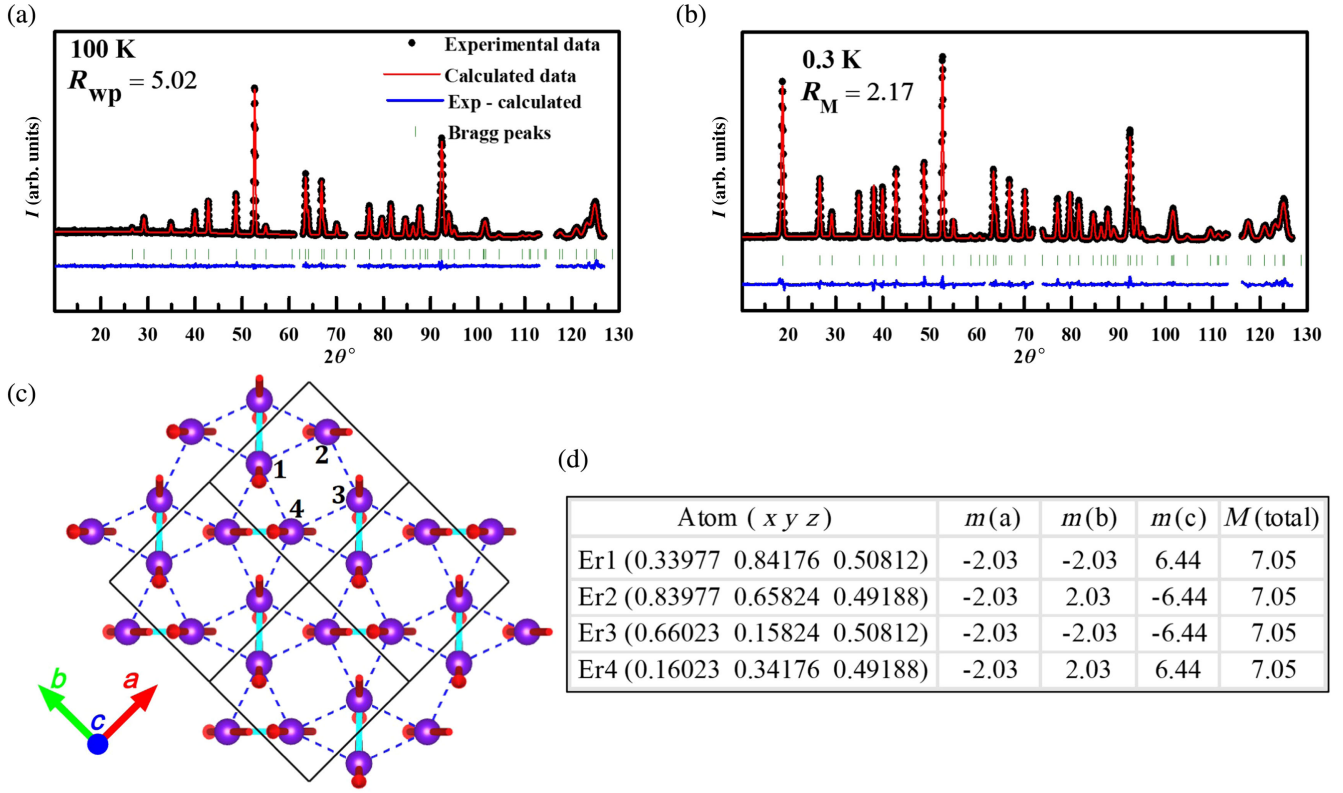 (a)
100 K
Rwp = 5.02
Experimental data
Calculated data
Exp - calculated
Bragg peaks
I (arb. units)
10 20 30 40 50 60 70 80 90 100 110 120 130
2θ°
(b)
0.3 K
RM = 2.17
I (arb. units)
20 30 40 50 60 70 80 90 100 110 120 130
2θ°
(c)
1
2
3
4
b
a
c
(d)
Atom ( x y z) m(a) m(b) m(c) M(total)
Er1 (0.33977 0.84176 0.50812) -2.03 -2.03 6.44 7.05
Er2 (0.83977 0.65824 0.49188) -2.03 2.03 -6.44 7.05
Er3 (0.66023 0.15824 0.50812) -2.03 -2.03 -6.44 7.05
Er4 (0.16023 0.34176 0.49188) -2.03 2.03 6.44 7.05